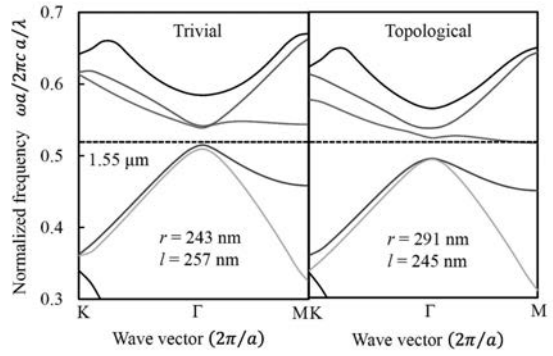 Normalized frequency ωa/2πc a/λ
0.7
0.6
0.5
0.4
0.3
Trivial
1.55 μm
r = 243 nm
l = 257 nm
Topological
r = 291 nm
l = 245 nm
K
Γ
M
K
Γ
M
Wave vector (2π/a)
Wave vector (2π/a)